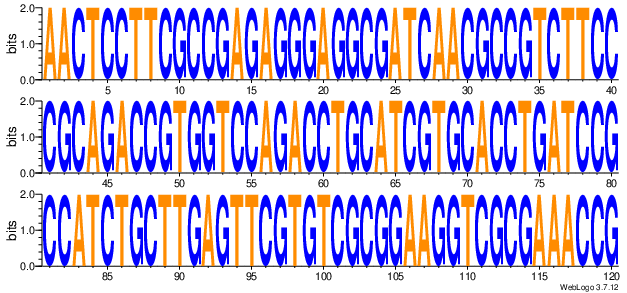 2.0
1.0
0.0
bits
AACTCCTTCGCCGAGAGGGAGGCGATCAACGCCGTCTTCC
5 10 15 20 25 30 35 40
2.0
1.0
0.0
bits
CGCAGACCGTGGTCCAGACCTGCATCGTGCACCTGATCCG
45 50 55 60 65 70 75 80
2.0
1.0
0.0
bits
CCATCTGCTTGAGTTCGTGTCGCGGAAGGTCGCGAAACCG
85 90 95 100 105 110 115 120
WebLogo 3.7.12